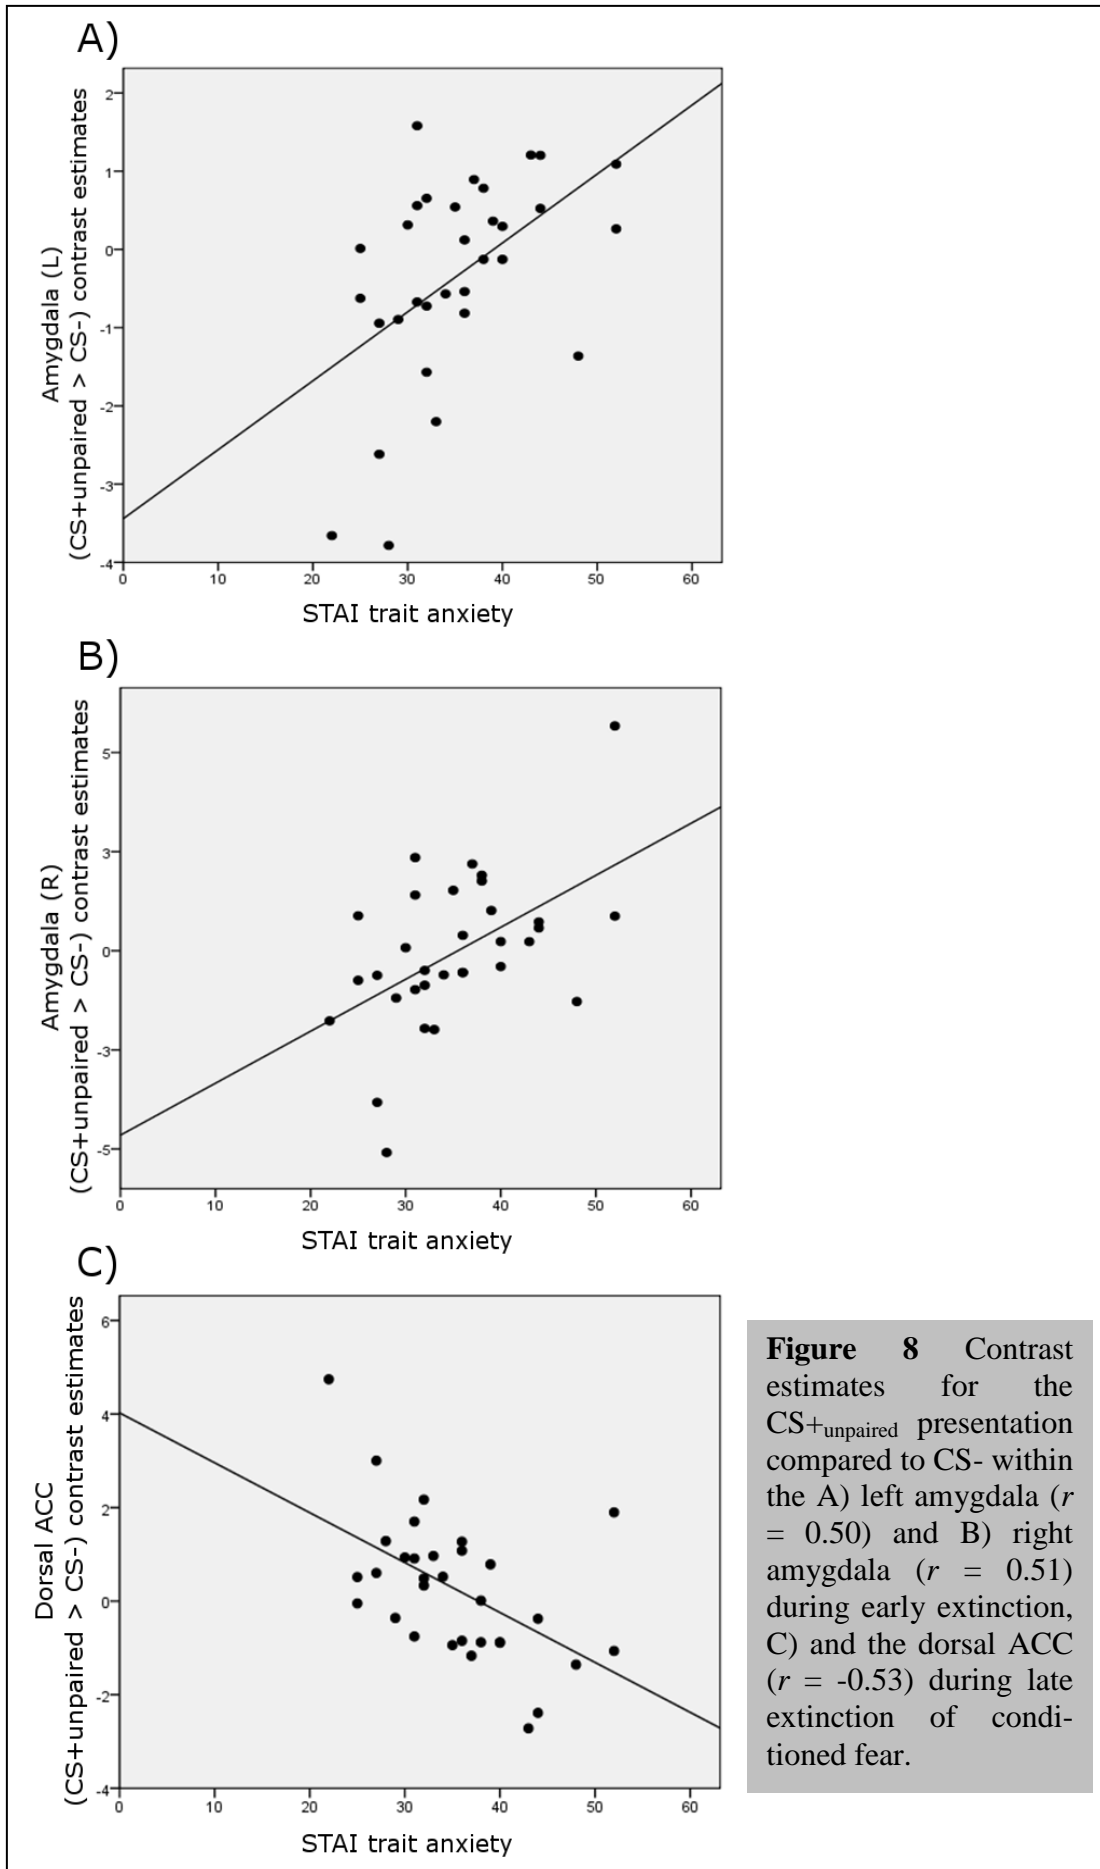 A)
Amygdala (L)
(CS+unpaired > CS-) contrast estimates
2
1
0
-1
-2
-3
-4
0 10 20 30 40 50 60
STAI trait anxiety
B)
Amygdala (R)
(CS+unpaired > CS-) contrast estimates
5
3
0
-3
-5
0 10 20 30 40 50 60
STAI trait anxiety
C)
Dorsal ACC
(CS+unpaired > CS-) contrast estimates
6
4
2
0
-2
-4
0 10 20 30 40 50 60
STAI trait anxiety
Figure 8 Contrast
estimates for the
CS+unpaired presentation
compared to CS- within
the A) left amygdala (r
= 0.50) and B) right
amygdala (r = 0.51)
during early extinction,
C) and the dorsal ACC
(r = -0.53) during late
extinction of condi-
tioned fear.